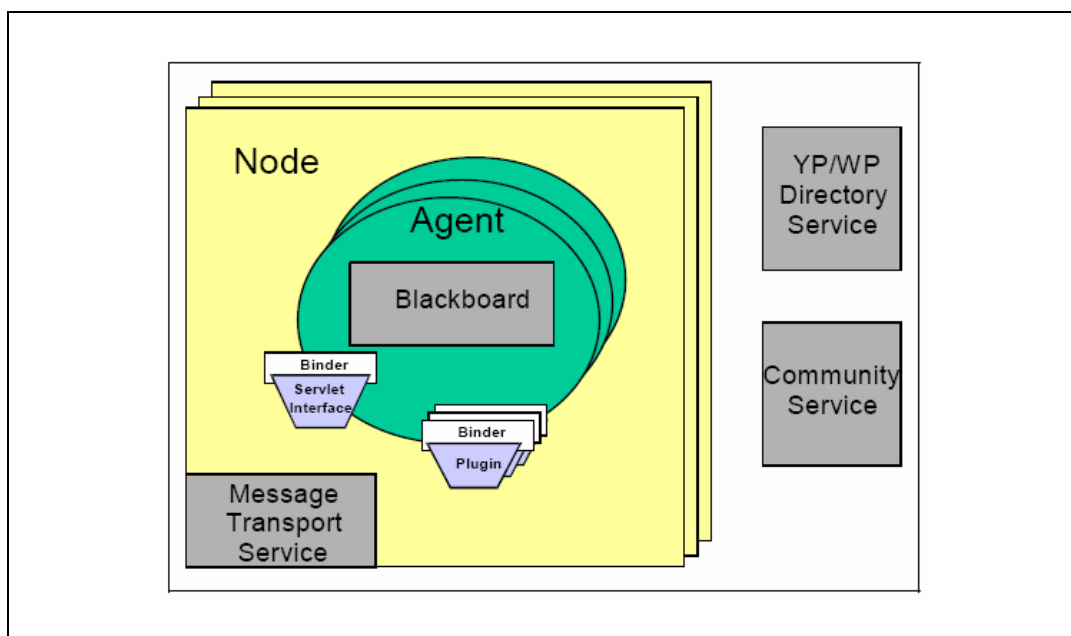 Node
Agent
Blackboard
Binder
Servlet
Interface
Binder
Plugin
Message
Transport
Service
YP/WP
Directory
Service
Community
Service